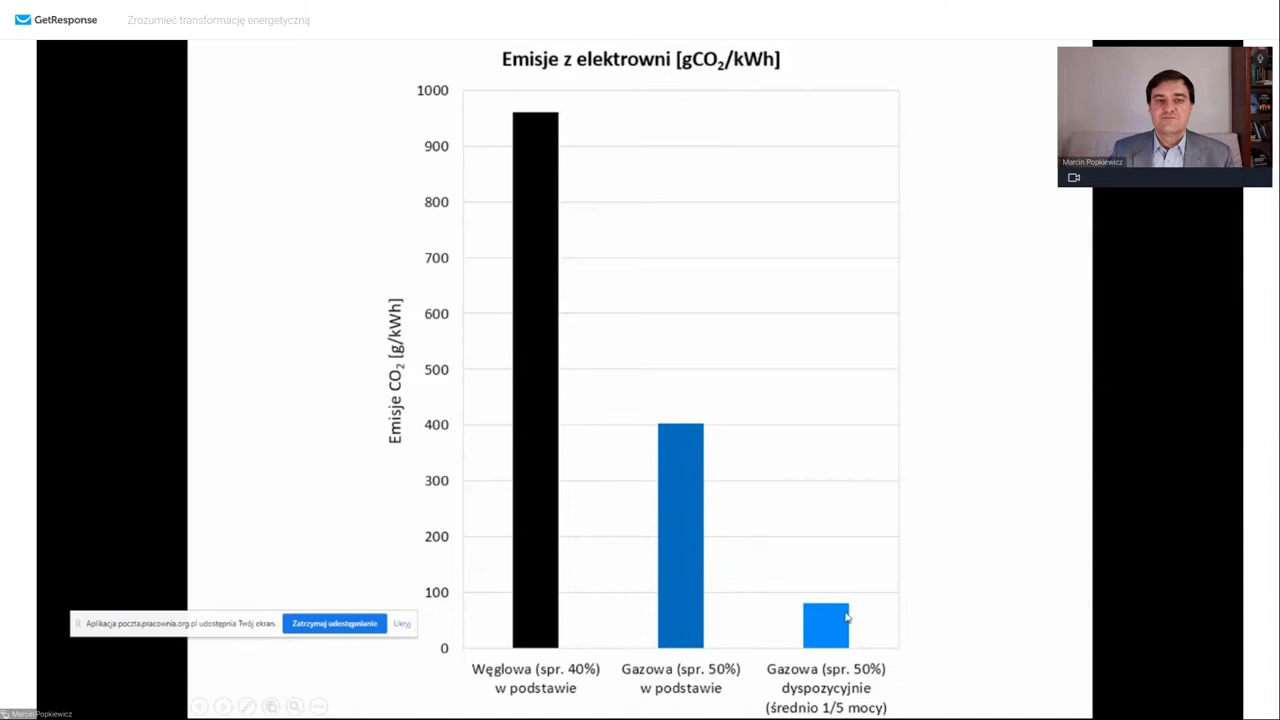 GetResponse
Zrozumieć transformację energetyczną
Emisje z elektrowni [gCO₂/kWh]
Marcin Popkiewicz
Emisje CO₂ [g/kWh]
1000
900
800
700
600
500
400
300
200
100
0
Węglowa (spr. 40%)
w podstawie
Gazowa (spr. 50%)
w podstawie
Gazowa (spr. 50%)
dyspozycyjnie
(średnio 1/5 mocy)
Aplikacja poczta.pracownia.org.pl udostępnia Twój ekran.
Zatrzymaj udostępnianie
Ukryj
Marcin Popkiewicz